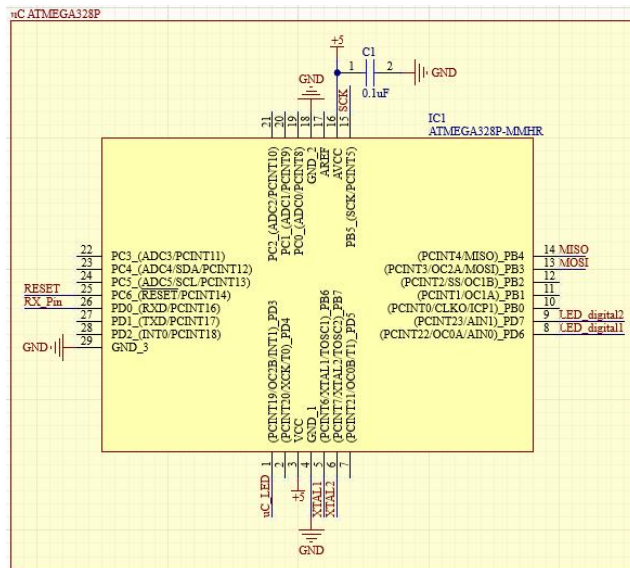 uC ATMEGA328P
+5
C1
1
2
GND
0.1uF
GND
SCK
21
20
19
18
17
16
15
IC1
ATMEGA328P-MMHR
PC2_(ADC2/PCINT10)
PC1_(ADC1/PCINT9)
PC0_(ADC0/PCINT8)
GND_2
AREF
AVCC
PB5_(SCK/PCINT5)
22
PC3_(ADC3/PCINT11)
23
PC4_(ADC4/SDA/PCINT12)
24
PC5_(ADC5/SCL/PCINT13)
RESET
25
PC6_(RESET/PCINT14)
RX_Pin
26
PD0_(RXD/PCINT16)
27
PD1_(TXD/PCINT17)
28
PD2_(INT0/PCINT18)
GND
29
GND_3
(PCINT4/MISO)_PB4
14
MISO
(PCINT3/OC2A/MOSI)_PB3
13
MOSI
(PCINT2/SS/OC1B)_PB2
12
(PCINT1/OC1A)_PB1
11
(PCINT0/CLKO/ICP1)_PB0
10
(PCINT23/AIN1)_PD7
9
LED_digital2
(PCINT22/OC0A/AIN0)_PD6
8
LED_digital1
(PCINT19/OC2B/INT1)_PD3
(PCINT20/XCK/T0)_PD4
VCC
GND_1
(PCINT6/XTAL1/TOSC1)_PB6
(PCINT7/XTAL2/TOSC2)_PB7
(PCINT21/OC0B/T1)_PD5
1
2
3
4
5
6
7
uC_LED
+5
XTAL1
XTAL2
GND